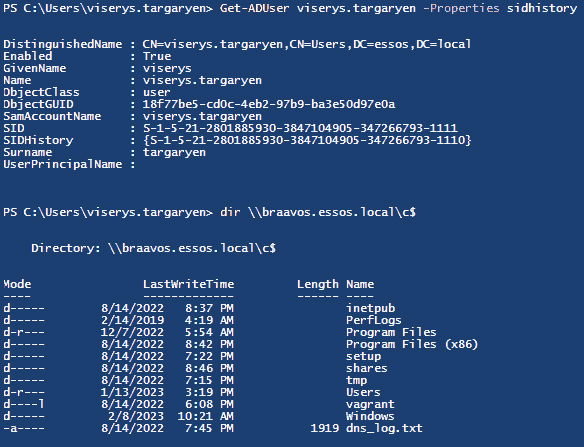 PS C:\Users\viserys.targaryen> Get-ADUser viserys.targaryen -Properties sidhistory
DistinguishedName : CN=viserys.targaryen,CN=Users,DC=essos,DC=local
Enabled           : True
GivenName         : viserys
Name              : viserys.targaryen
ObjectClass       : user
ObjectGUID        : 18f77be5-cd0c-4eb2-97b9-ba3e50d97e0a
SamAccountName    : viserys.targaryen
SID               : S-1-5-21-2801885930-3847104905-347266793-1111
SIDHistory        : {S-1-5-21-2801885930-3847104905-347266793-1110}
Surname           : targaryen
UserPrincipalName :
PS C:\Users\viserys.targaryen> dir \\braavos.essos.local\c$
    Directory: \\braavos.essos.local\c$
Mode                LastWriteTime         Length Name
----                -------------         ------ ----
d-----        8/14/2022   8:37 PM                inetpub
d-----        2/14/2019   4:19 AM                PerfLogs
d-r---        12/7/2022   5:54 AM                Program Files
d-----        8/14/2022   8:42 PM                Program Files (x86)
d-----        8/14/2022   7:22 PM                setup
d-----        8/14/2022   8:46 PM                shares
d-----        8/14/2022   7:15 PM                tmp
d-r---        1/13/2023   3:19 PM                Users
d----l        8/14/2022   6:08 PM                vagrant
d-----         2/8/2023  10:21 AM                Windows
-a----        8/14/2022   7:45 PM           1919 dns_log.txt